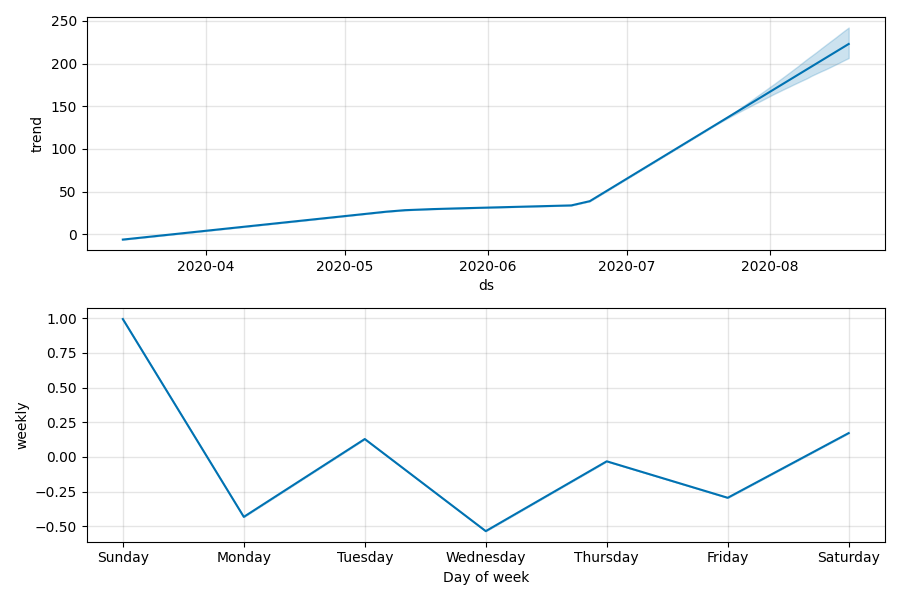 250
200
150
100
50
0
trend
2020-04 2020-05 2020-06 2020-07 2020-08
ds
1.00
0.75
0.50
0.25
0.00
−0.25
−0.50
weekly
Sunday Monday Tuesday Wednesday Thursday Friday Saturday
Day of week